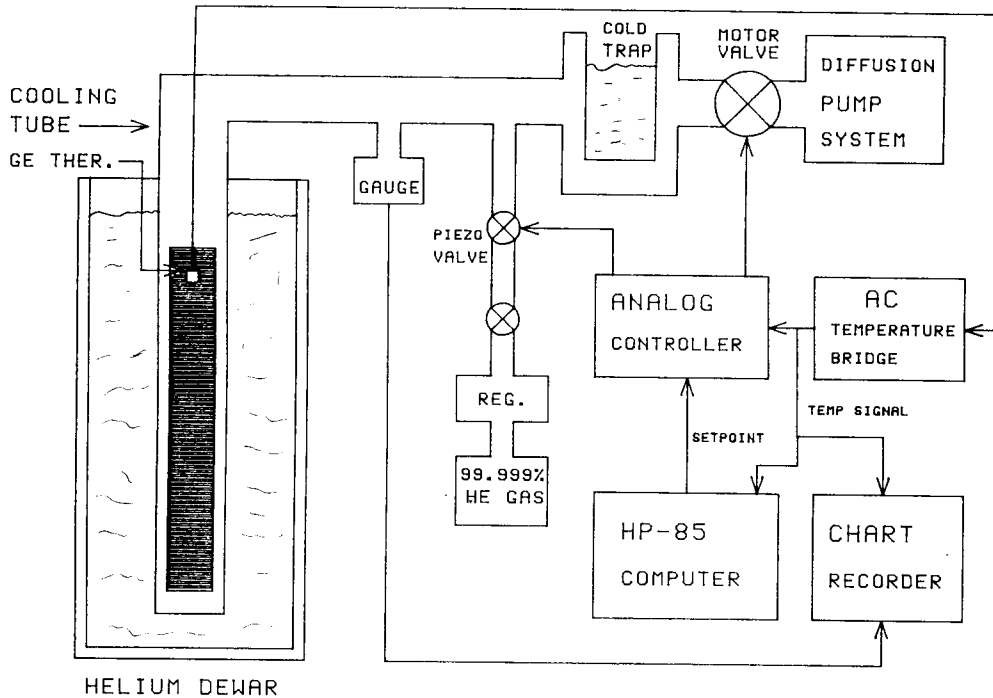 COLD
TRAP
MOTOR
VALVE
DIFFUSION
PUMP
SYSTEM
COOLING
TUBE
GE THER.
GAUGE
PIEZO
VALVE
ANALOG
CONTROLLER
AC
TEMPERATURE
BRIDGE
REG.
SETPOINT
TEMP SIGNAL
99.999%
HE GAS
HP-85
COMPUTER
CHART
RECORDER
HELIUM DEWAR